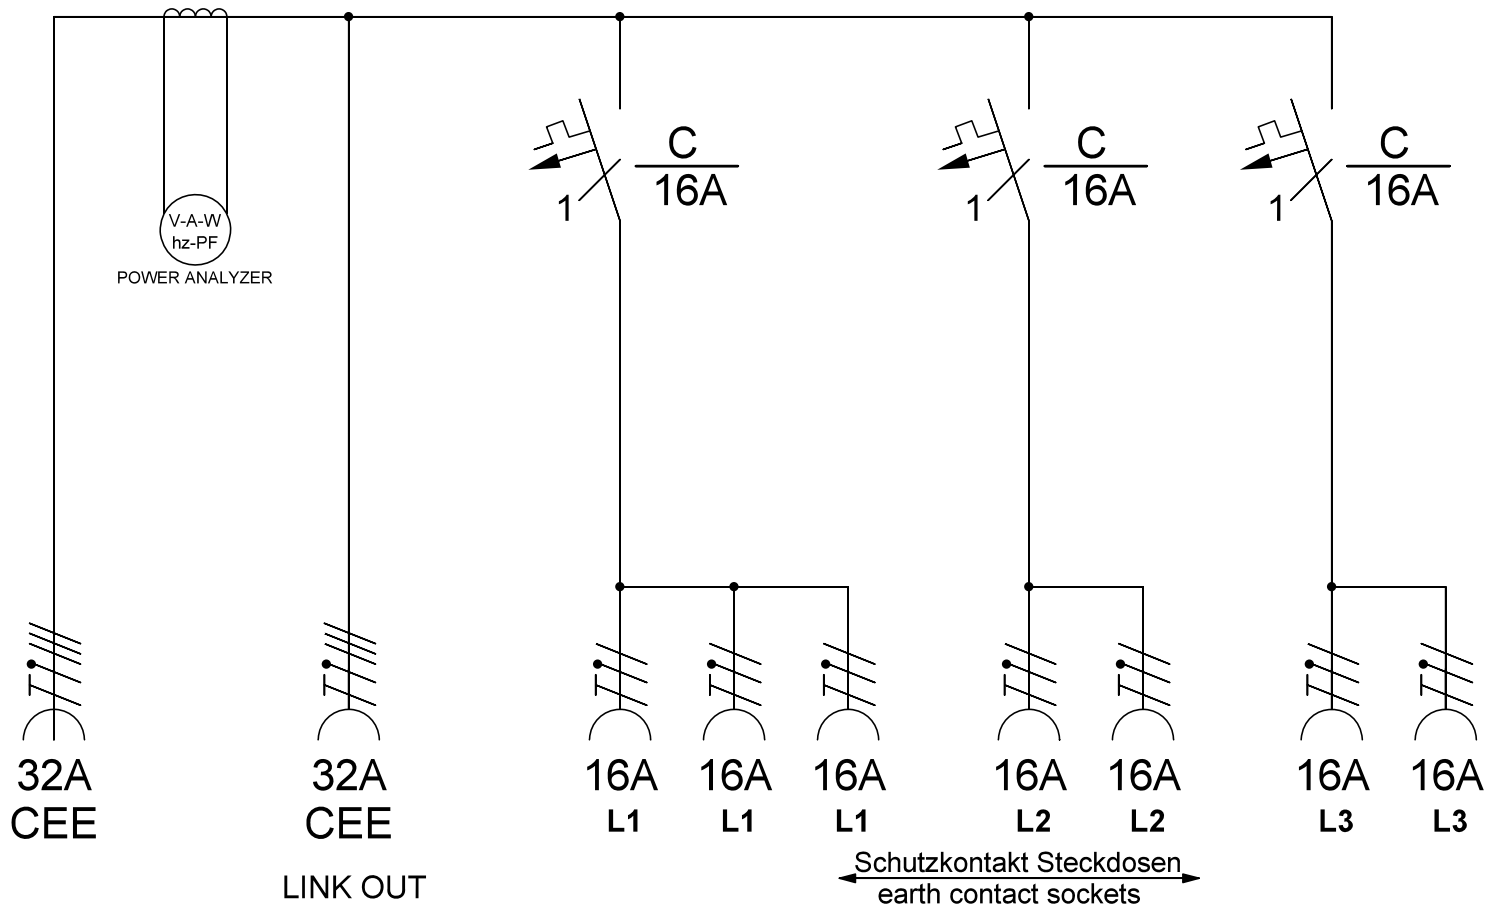 V-A-W
hz-PF
POWER ANALYZER
C
16A
1
C
16A
1
C
16A
1
32A
CEE
32A
CEE
LINK OUT
16A
L1
16A
L1
16A
L1
16A
L2
16A
L2
16A
L3
16A
L3
Schutzkontakt Steckdosen
earth contact sockets